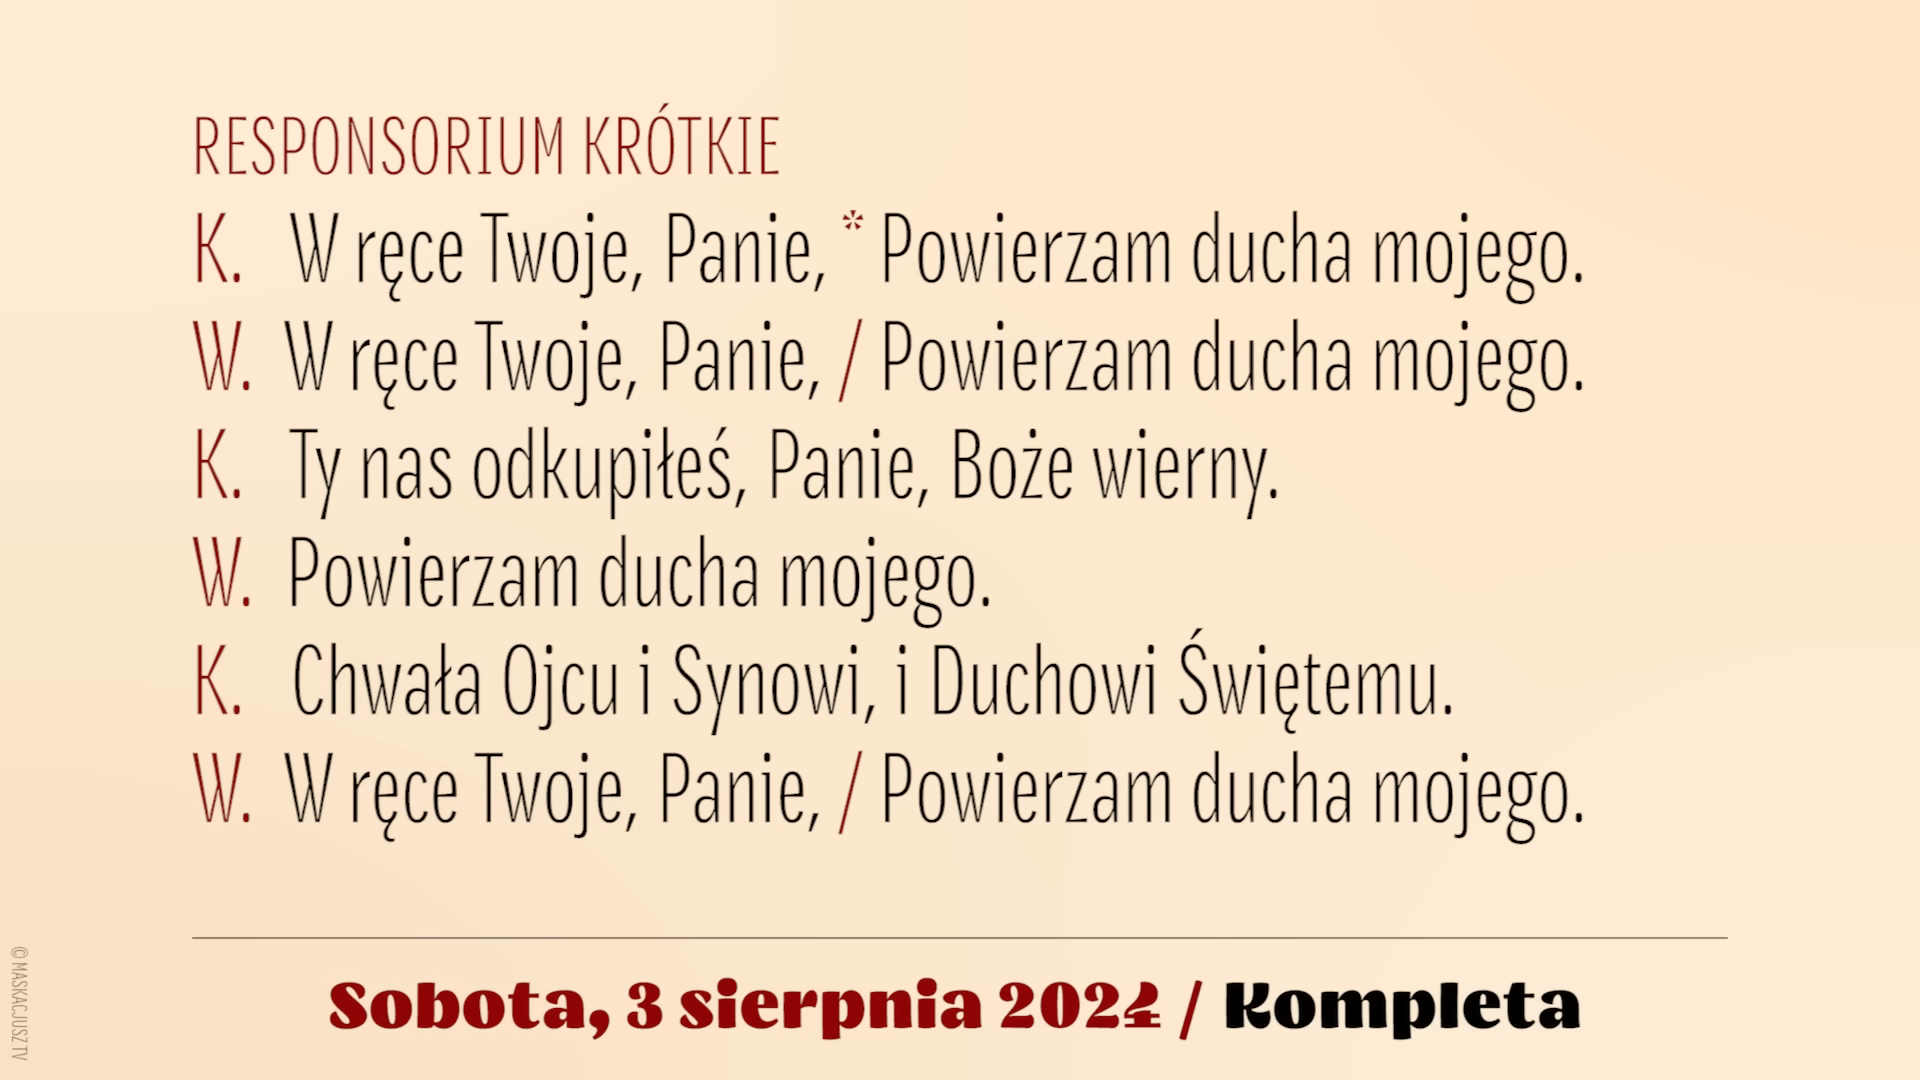 RESPONSORIUM KRÓTKIE
K. W ręce Twoje, Panie, * Powierzam ducha mojego.
W. W ręce Twoje, Panie, / Powierzam ducha mojego.
K. Ty nas odkupiłeś, Panie, Boże wierny.
W. Powierzam ducha mojego.
K. Chwała Ojcu i Synowi, i Duchowi Świętemu.
W. W ręce Twoje, Panie, / Powierzam ducha mojego.
Sobota, 3 sierpnia 2024 / Kompleta
© MASKACJUSZ TV